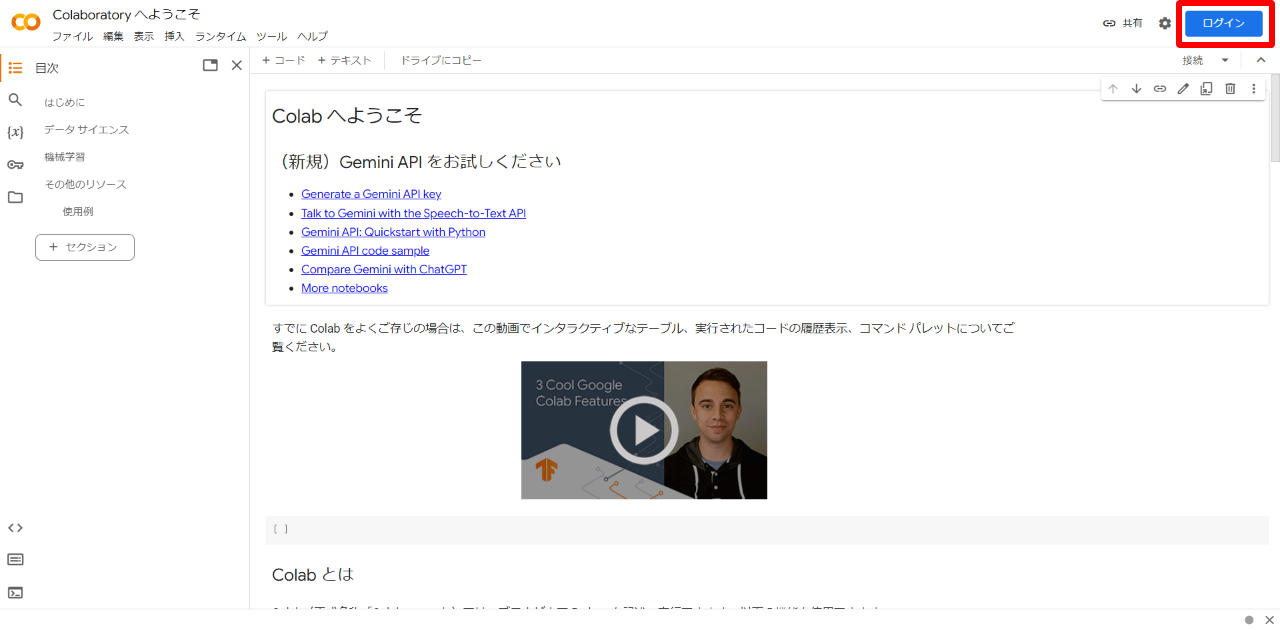 Colaboratory へようこそ
ファイル 編集 表示 挿入 ランタイム ツール ヘルプ
共有
ログイン
目次
+ コード + テキスト ドライブにコピー
接続
はじめに
データ サイエンス
機械学習
その他のリソース
使用例
+ セクション
Colab へようこそ
（新規）Gemini API をお試しください
Generate a Gemini API key
Talk to Gemini with the Speech-to-Text API
Gemini API: Quickstart with Python
Gemini API code sample
Compare Gemini with ChatGPT
More notebooks
すでに Colab をよくご存じの場合は、この動画でインタラクティブなテーブル、実行されたコードの履歴表示、コマンド パレットについてご
覧ください。
3 Cool Google
Colab Features
[ ]
Colab とは